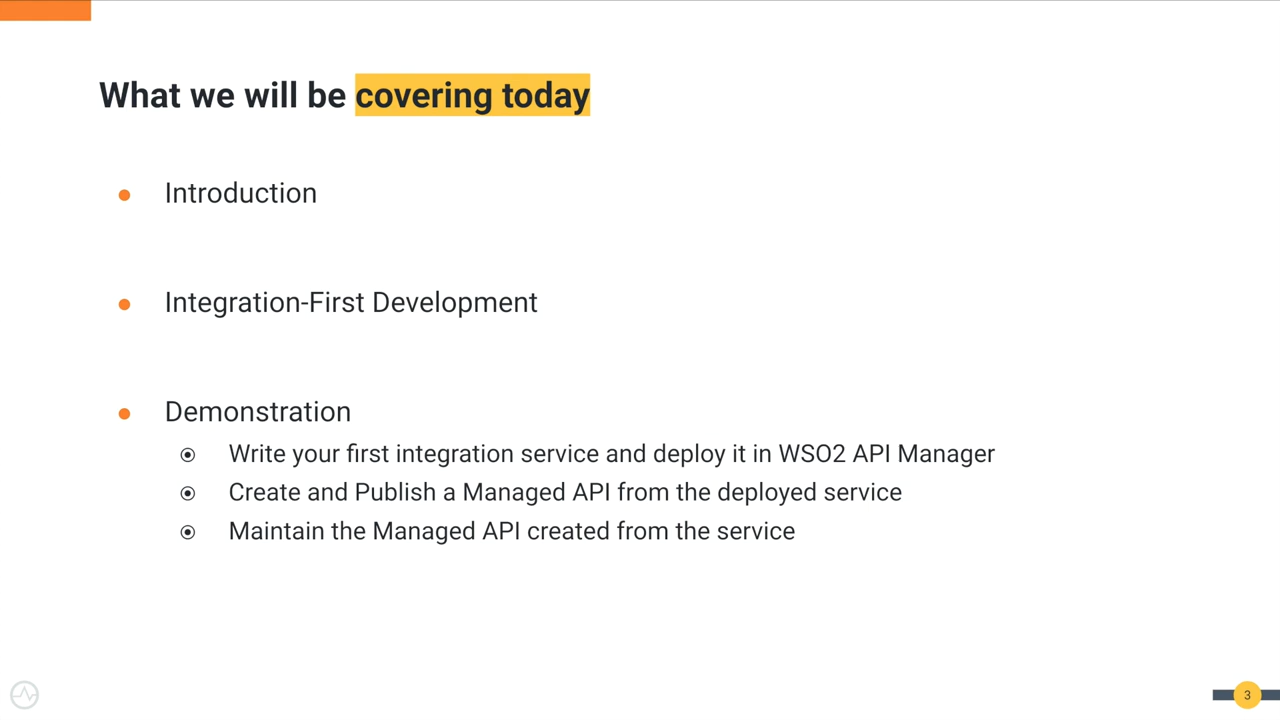 What we will be covering today
● Introduction
● Integration-First Development
● Demonstration
Write your first integration service and deploy it in WSO2 API Manager
Create and Publish a Managed API from the deployed service
Maintain the Managed API created from the service
3